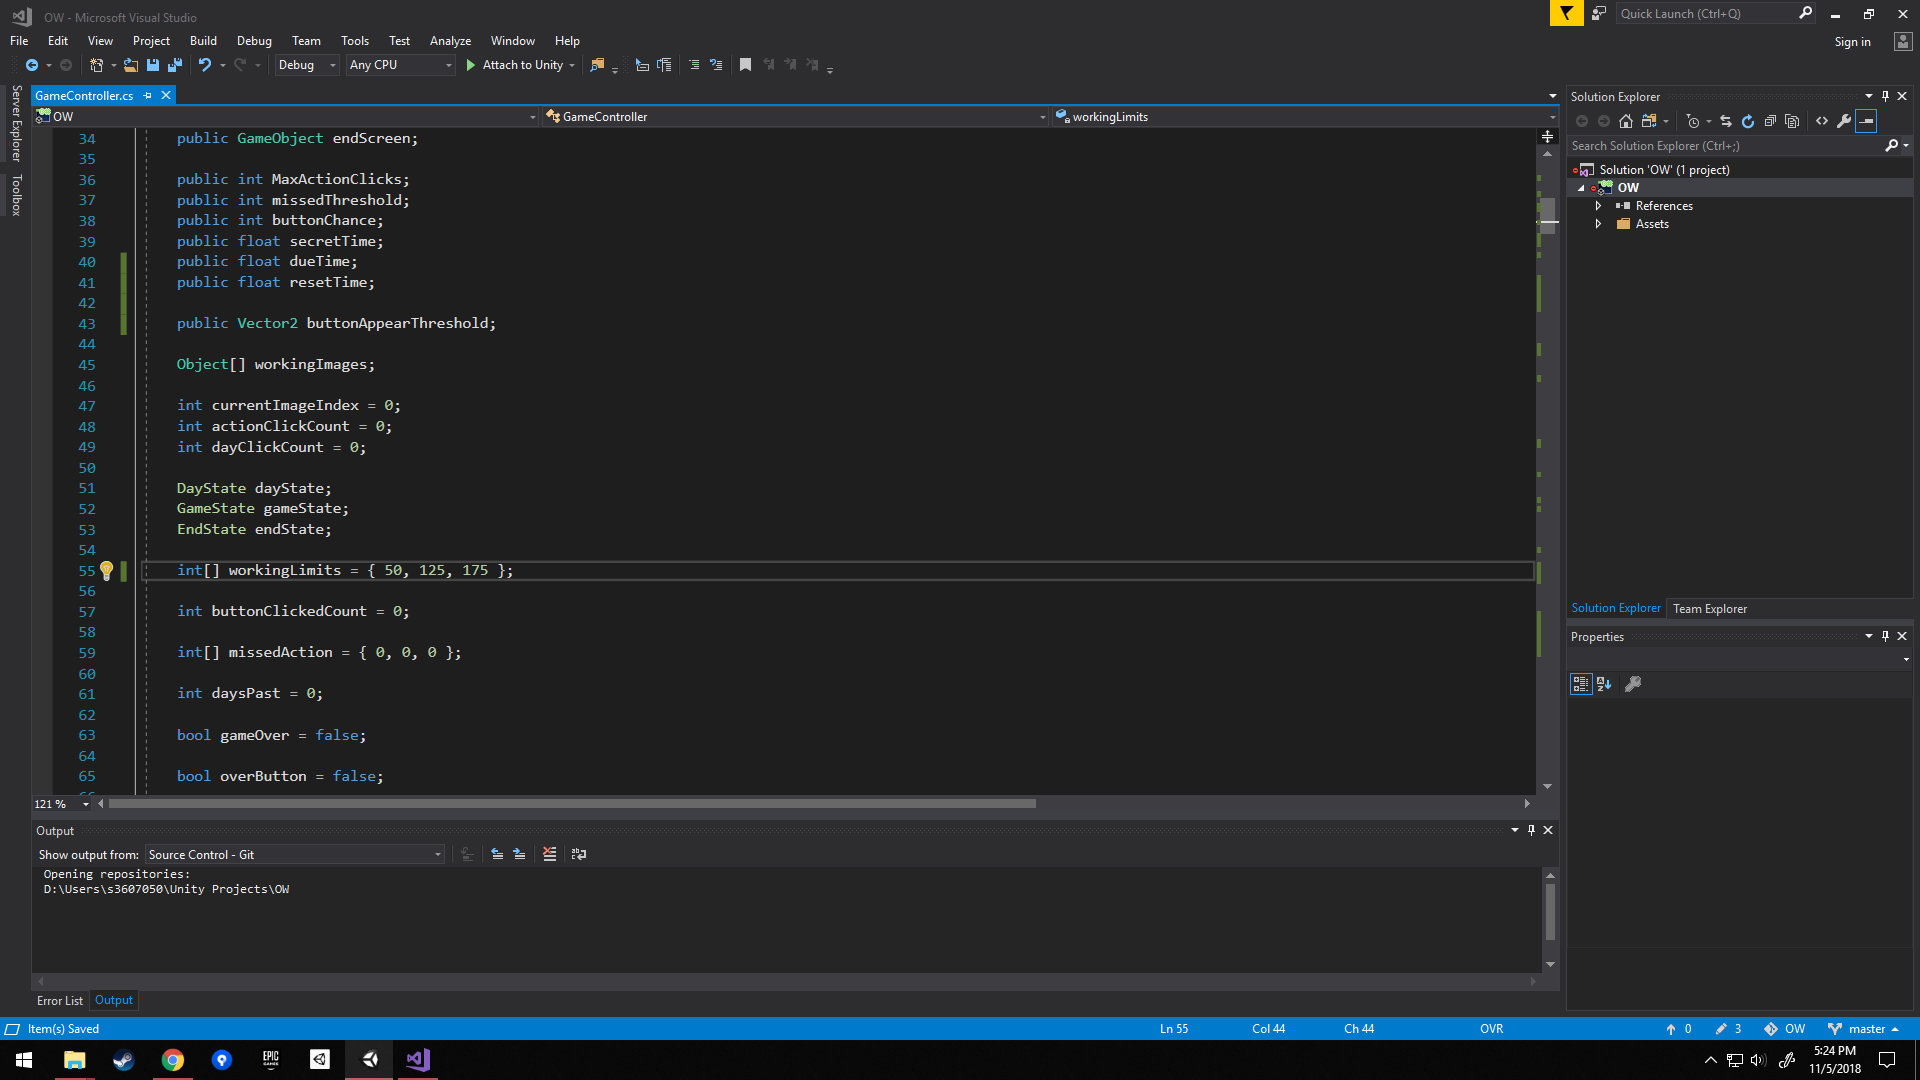 OW - Microsoft Visual Studio
Quick Launch (Ctrl+Q)
File Edit View Project Build Debug Team Tools Test Analyze Window Help
Sign in
Debug Any CPU Attach to Unity
Server Explorer
Toolbox
GameController.cs
OW GameController workingLimits
34 public GameObject endScreen;
35
36 public int MaxActionClicks;
37 public int missedThreshold;
38 public int buttonChance;
39 public float secretTime;
40 public float dueTime;
41 public float resetTime;
42
43 public Vector2 buttonAppearThreshold;
44
45 Object[] workingImages;
46
47 int currentImageIndex = 0;
48 int actionClickCount = 0;
49 int dayClickCount = 0;
50
51 DayState dayState;
52 GameState gameState;
53 EndState endState;
54
55 int[] workingLimits = { 50, 125, 175 };
56
57 int buttonClickedCount = 0;
58
59 int[] missedAction = { 0, 0, 0 };
60
61 int daysPast = 0;
62
63 bool gameOver = false;
64
65 bool overButton = false;
121 %
Output
Show output from: Source Control - Git
Opening repositories:
D:\Users\s3607050\Unity Projects\OW
Error List Output
Solution Explorer
Search Solution Explorer (Ctrl+;)
Solution 'OW' (1 project)
OW
References
Assets
Solution Explorer Team Explorer
Properties
Item(s) Saved Ln 55 Col 44 Ch 44 OVR 0 3 OW master
EPIC GAMES
5:24 PM
11/5/2018